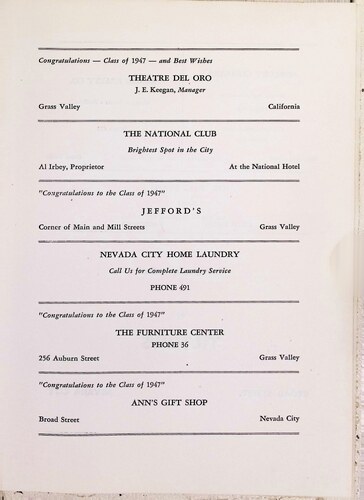 Congratulations — Class of 1947 — and Best Wishes
THEATRE DEL ORO
J. E. Keegan, Manager
Grass Valley California
THE NATIONAL CLUB
Brightest Spot in the City
Al Irbey, Proprietor At the National Hotel
"Congratulations to the Class of 1947"
JEFFORD'S
Corner of Main and Mill Streets Grass Valley
NEVADA CITY HOME LAUNDRY
Call Us for Complete Laundry Service
PHONE 491
"Congratulations to the Class of 1947"
THE FURNITURE CENTER
PHONE 36
256 Auburn Street Grass Valley
"Congratulations to the Class of 1947"
ANN'S GIFT SHOP
Broad Street Nevada City